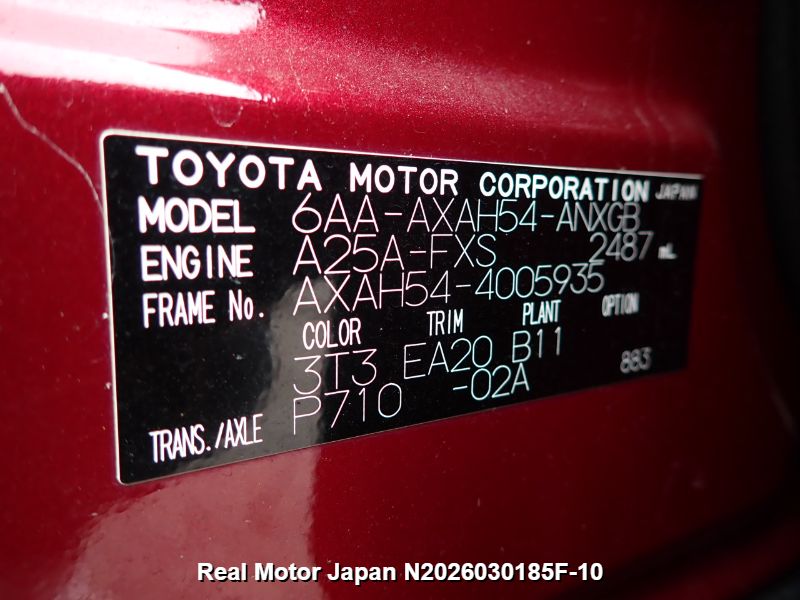 TOYOTA MOTOR CORPORATION JAPAN
MODEL 6AA-AXAH54-ANXGB
ENGINE A25A-FXS 2487 mL
FRAME No. AXAH54-4005935
COLOR TRIM PLANT OPTION
3T3 EA20 B11 883
TRANS./AXLE P710 -02A
Real Motor Japan N2026030185F-10